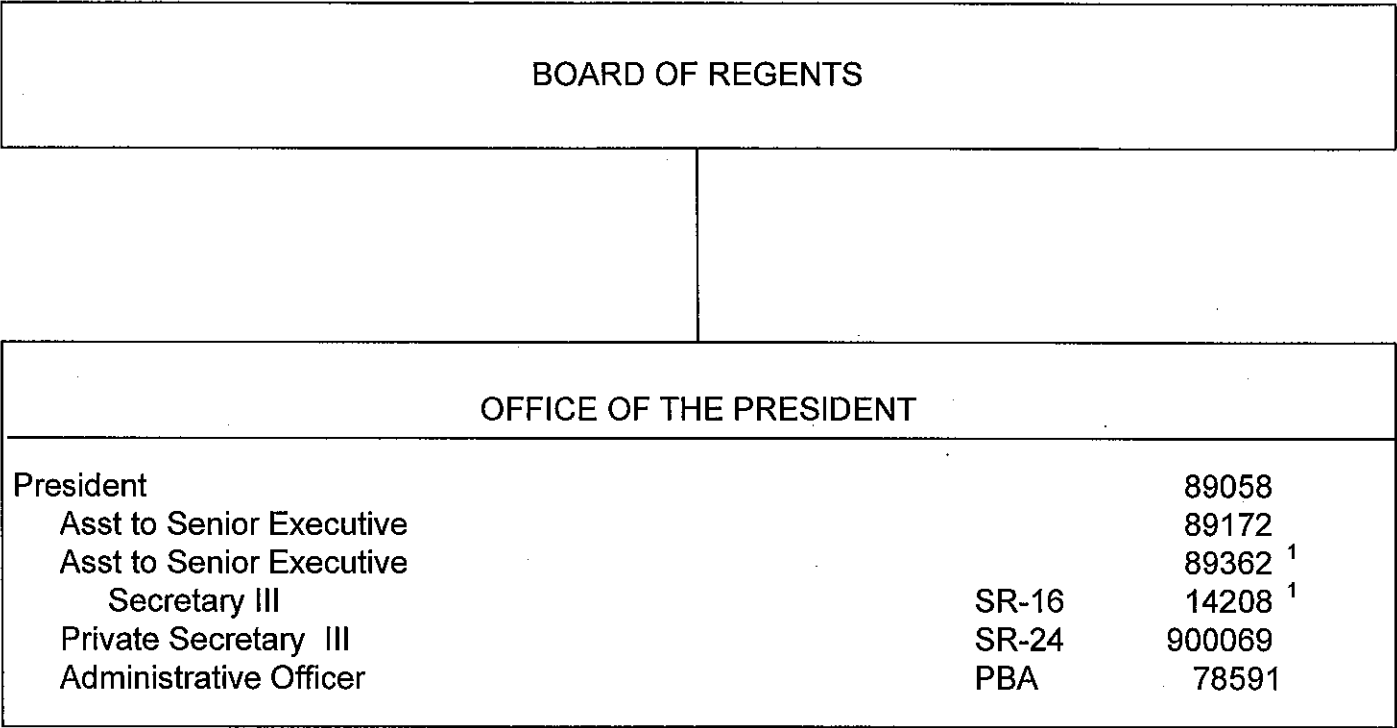 BOARD OF REGENTS
OFFICE OF THE PRESIDENT
President 89058
Asst to Senior Executive 89172
Asst to Senior Executive 89362 ¹
Secretary III SR-16 14208 ¹
Private Secretary III SR-24 900069
Administrative Officer PBA 78591